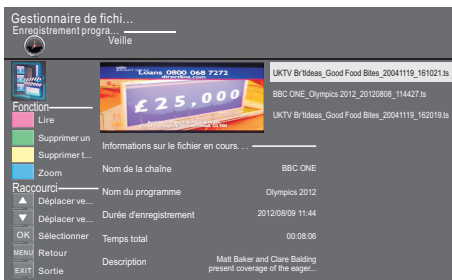 Gestionnaire de fichi...
Enregistrement progra...
Veille
Loans 0800 068 7272
directline.com
£25,000
UKTV Br'tIdeas_Good Food Bites_20041119_161021.ts
BBC ONE_Olympics 2012_20120808_114427.ts
UKTV Br'tIdeas_Good Food Bites_20041119_162019.ts
Fonction
Lire
Supprimer un
Supprimer t...
Zoom
Raccourci
Déplacer ve...
Déplacer ve...
OK Sélectionner
MENU Retour
EXIT Sortie
Informations sur le fichier en cours. . .
Nom de la chaîne BBC ONE
Nom du programme Olympics 2012
Durée d'enregistrement 2012/08/09 11:44
Temps total 00:08:06
Description Matt Baker and Clare Balding
present coverage of the eager...